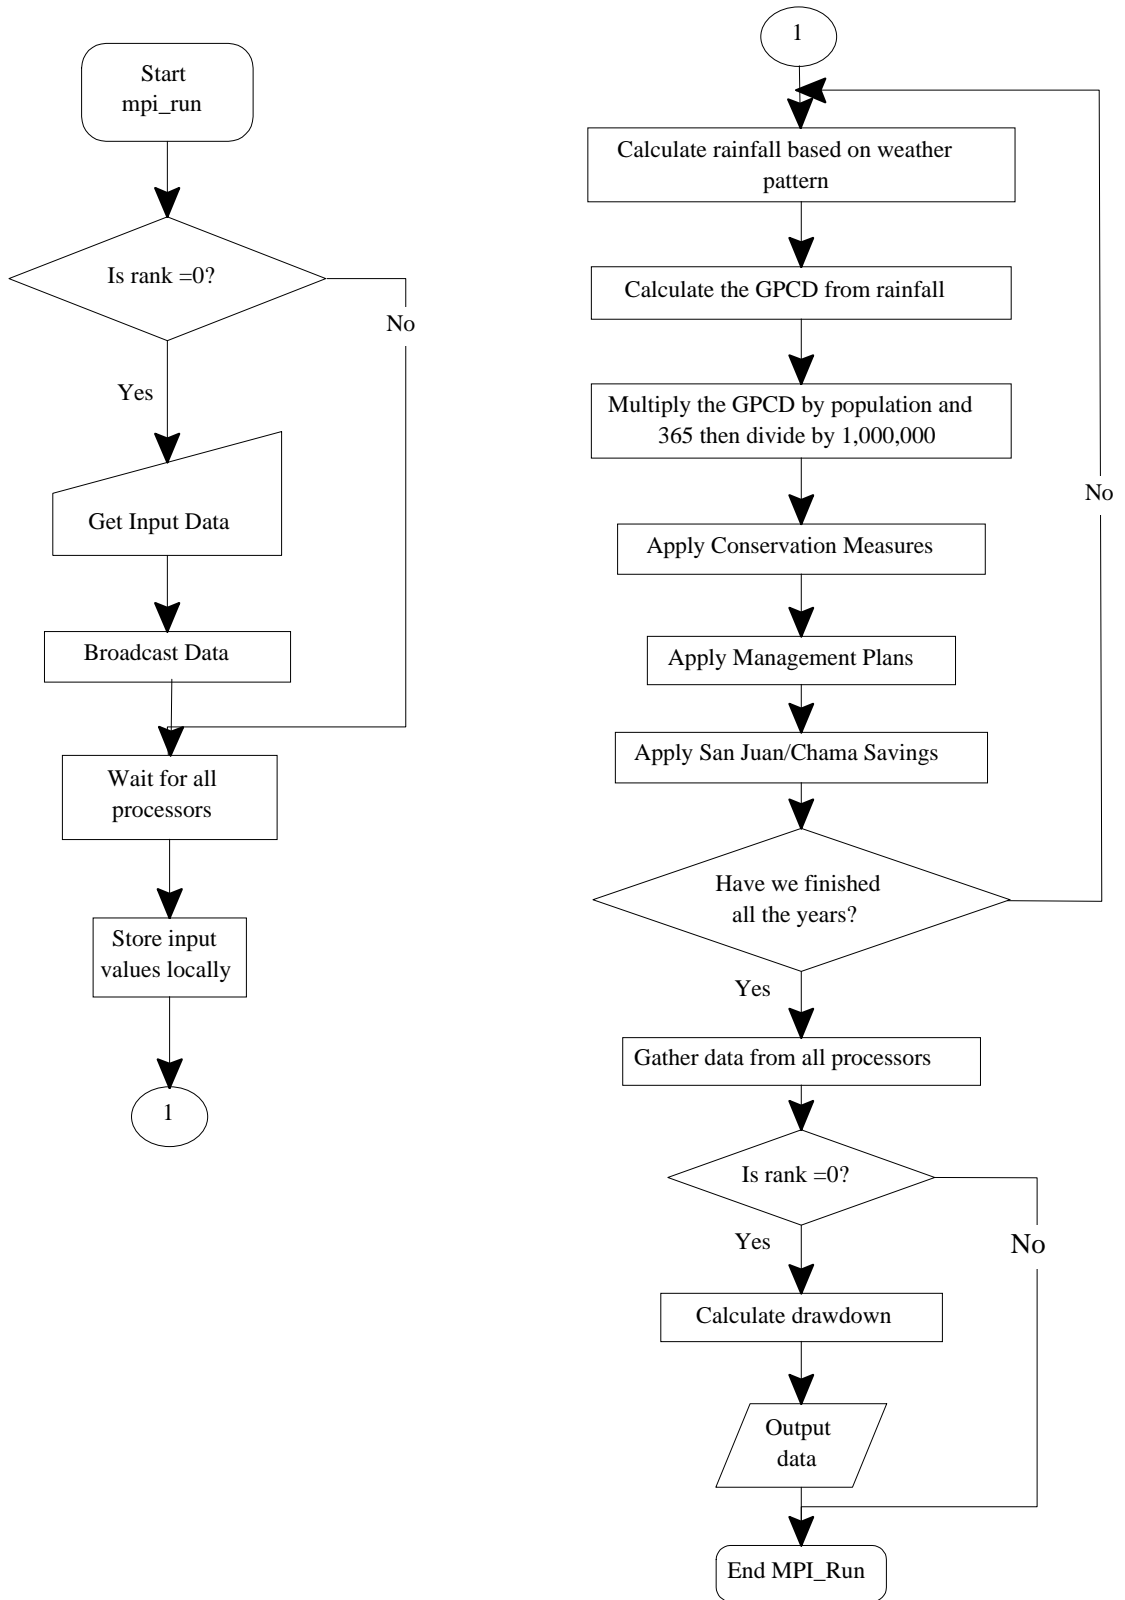 Start
mpi_run
Is rank =0?
No
Yes
Get Input Data
Broadcast Data
Wait for all
processors
Store input
values locally
1
1
Calculate rainfall based on weather
pattern
Calculate the GPCD from rainfall
Multiply the GPCD by population and
365 then divide by 1,000,000
No
Apply Conservation Measures
Apply Management Plans
Apply San Juan/Chama Savings
Have we finished
all the years?
Yes
Gather data from all processors
Is rank =0?
Yes
No
Calculate drawdown
Output
data
End MPI_Run